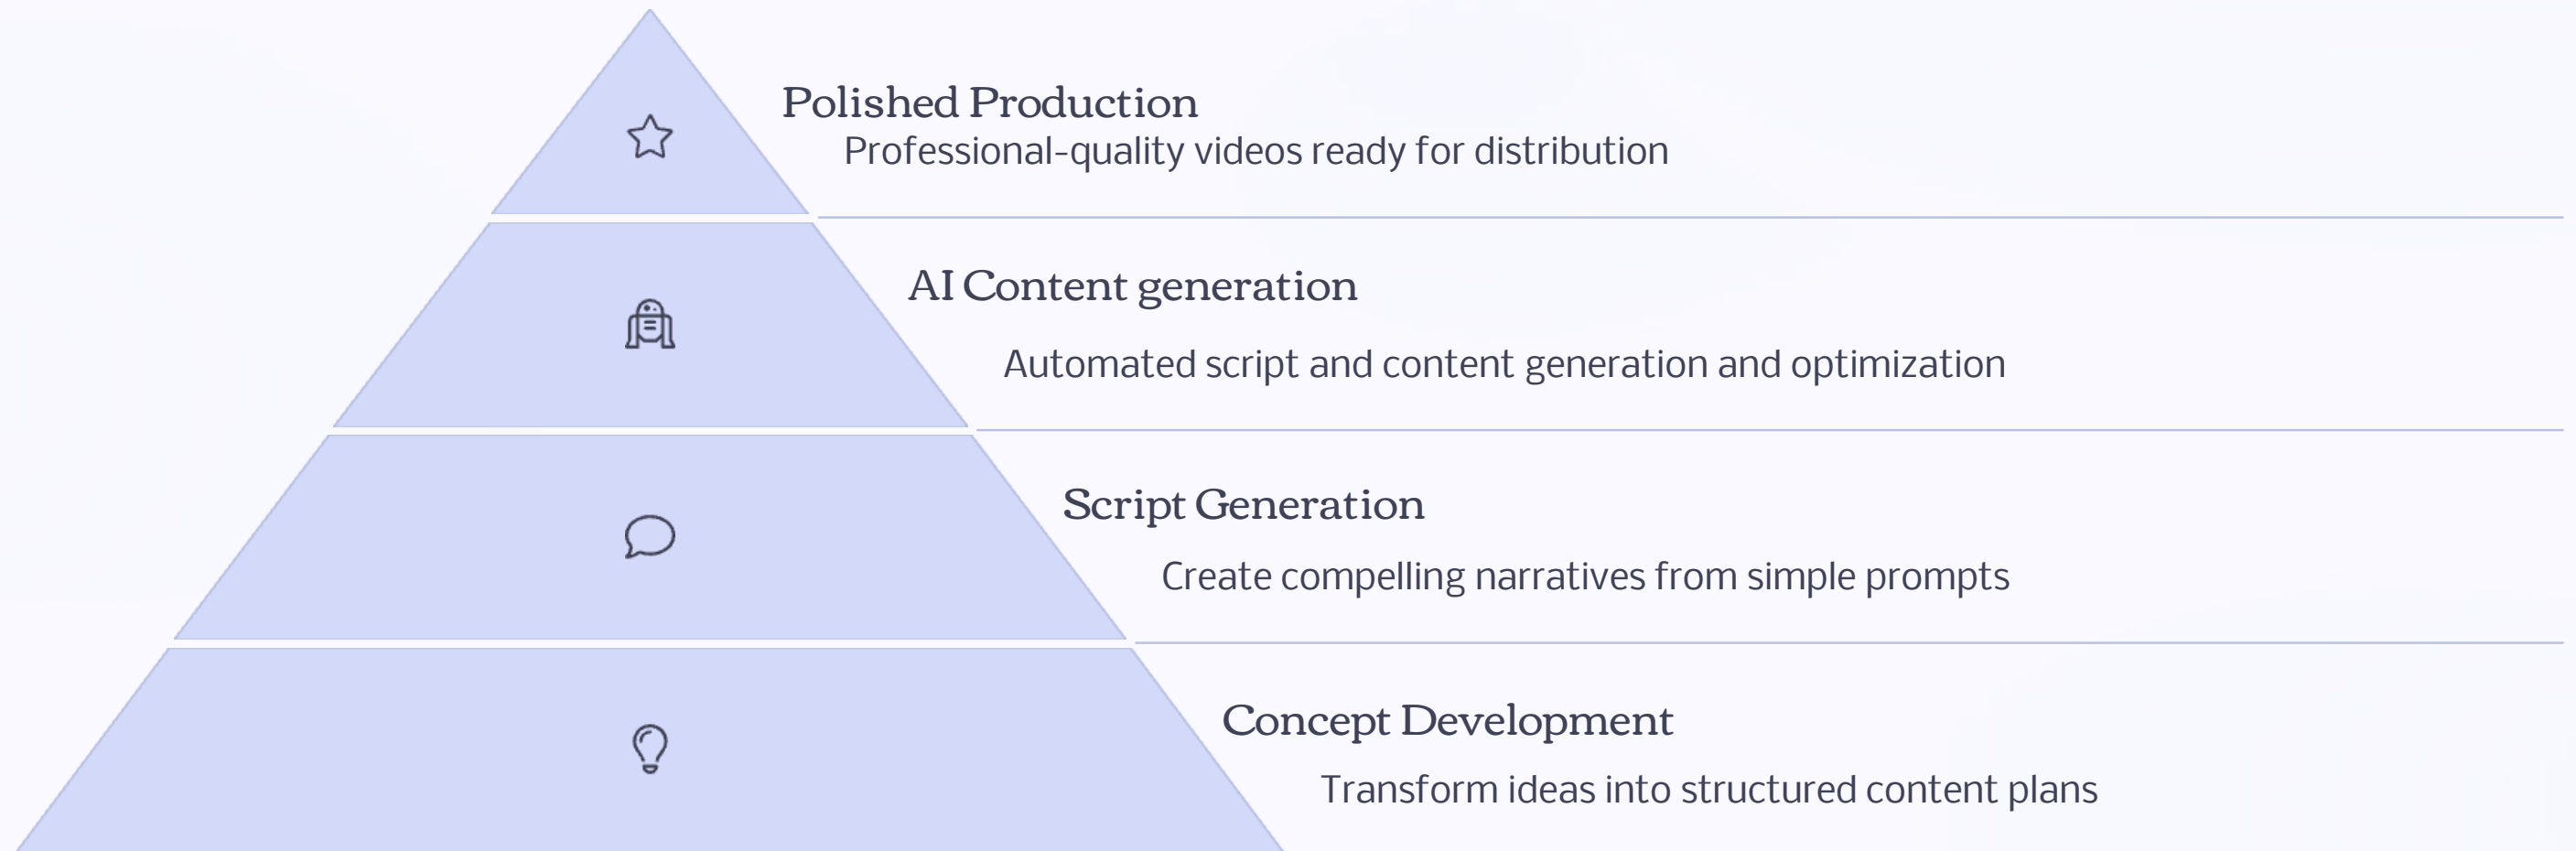 Polished Production
Professional-quality videos ready for distribution
AI Content generation
Automated script and content generation and optimization
Script Generation
Create compelling narratives from simple prompts
Concept Development
Transform ideas into structured content plans